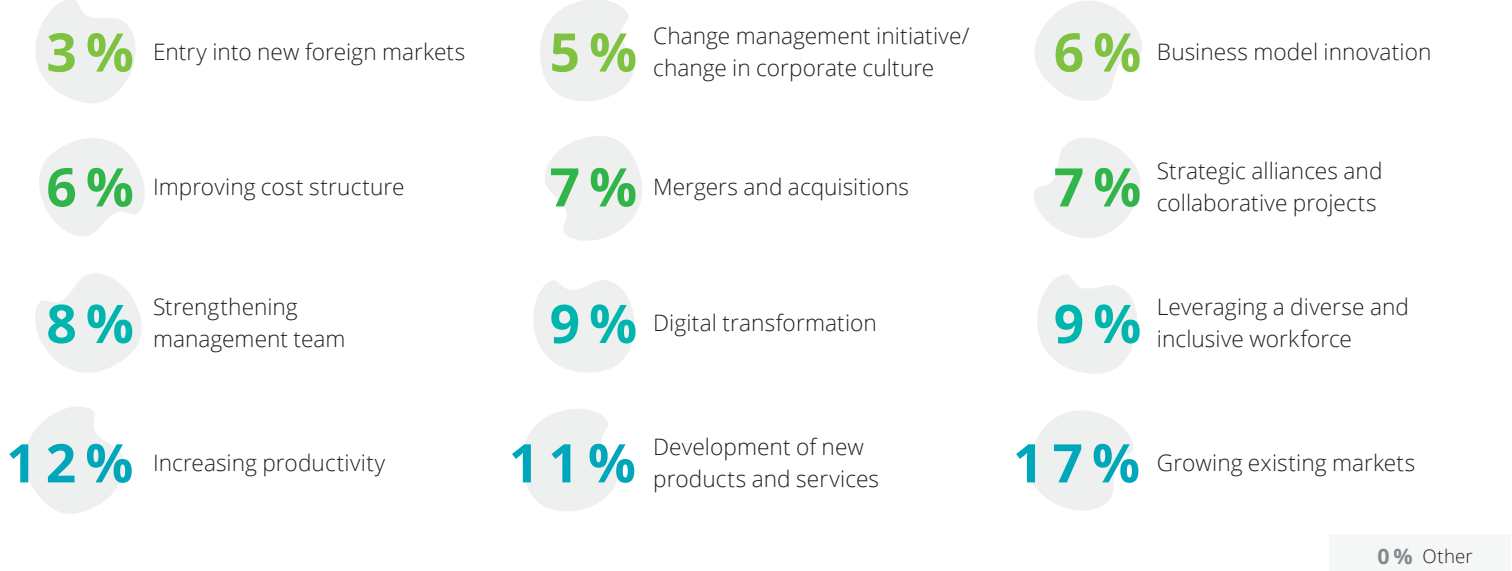 3 % Entry into new foreign markets
5 % Change management initiative/
change in corporate culture
6 % Business model innovation
6 % Improving cost structure
7 % Mergers and acquisitions
7 % Strategic alliances and
collaborative projects
8 % Strengthening
management team
9 % Digital transformation
9 % Leveraging a diverse and
inclusive workforce
12 % Increasing productivity
11 % Development of new
products and services
17 % Growing existing markets
0 % Other